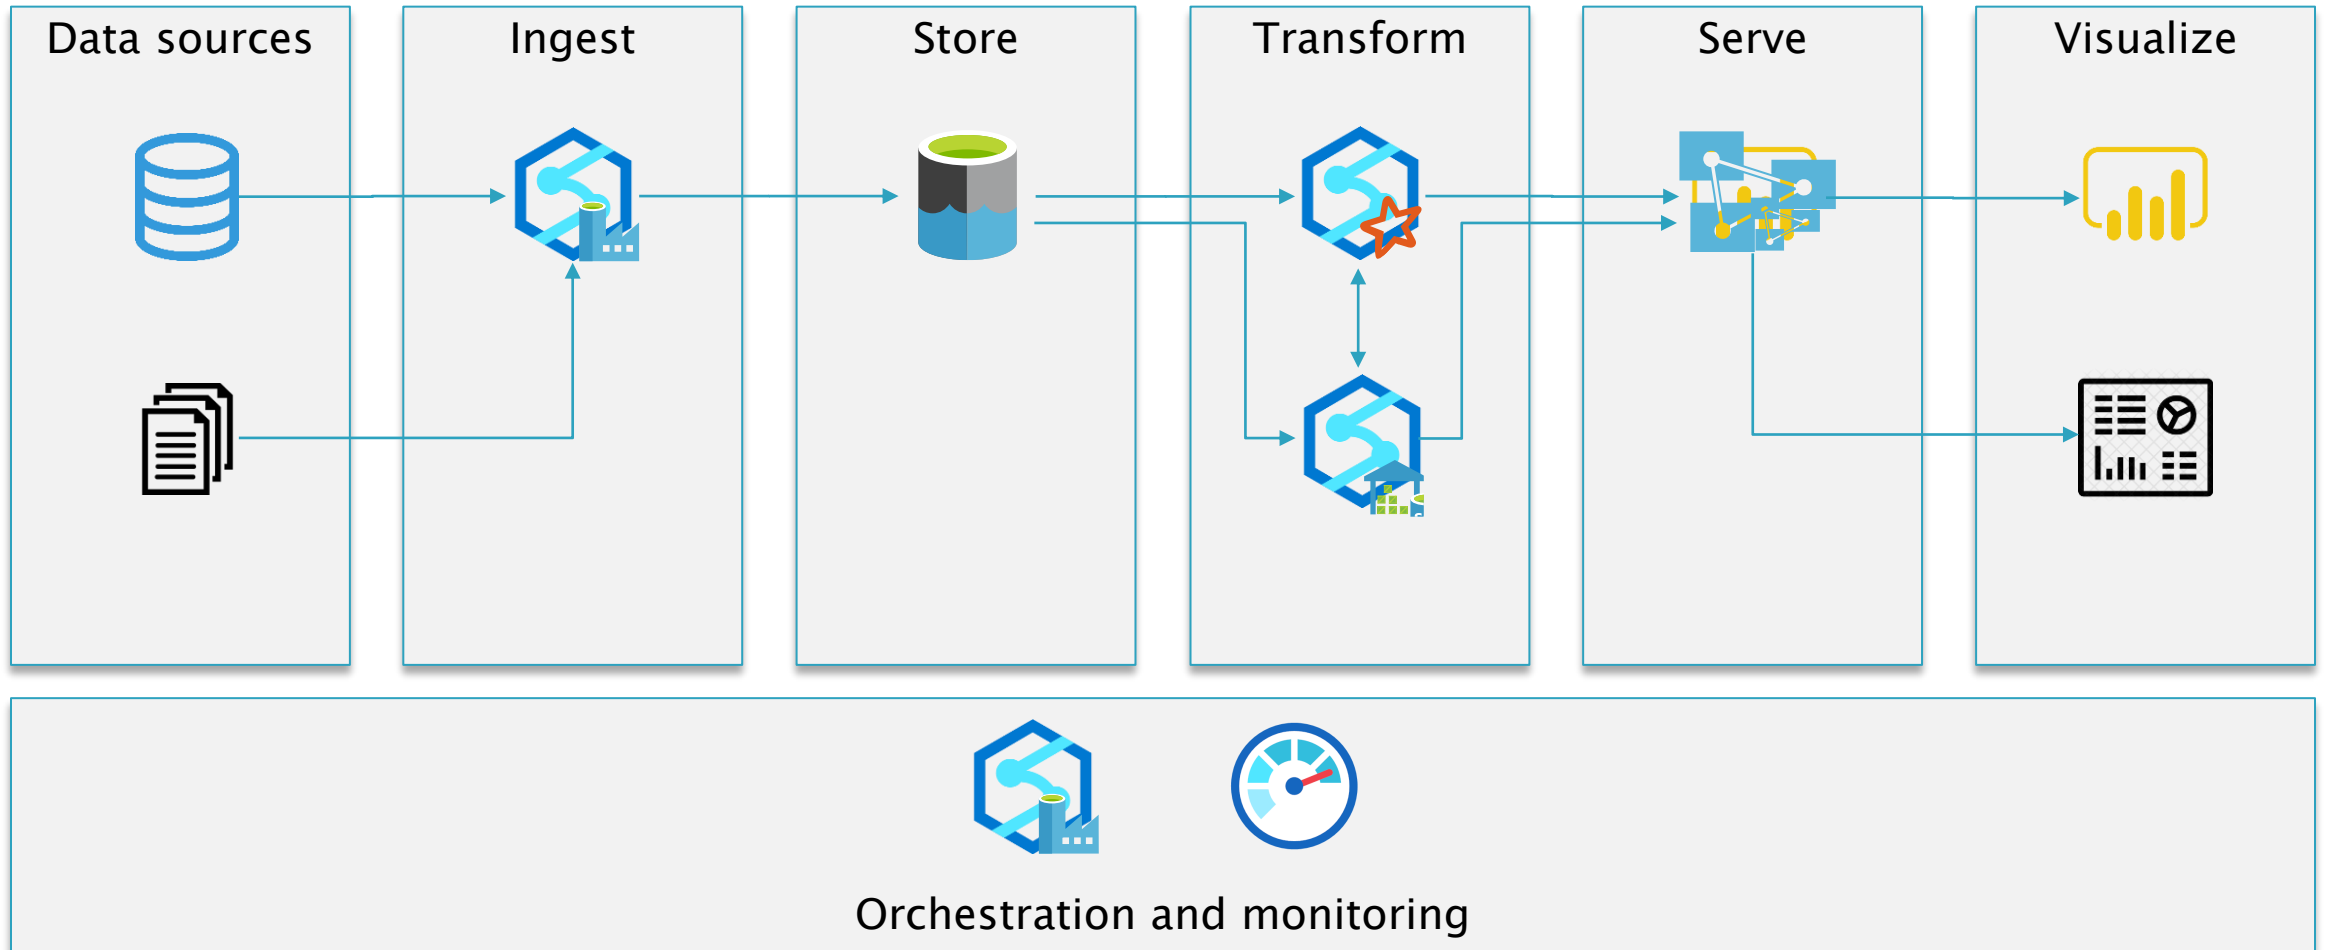 Data sources
Ingest
Store
Transform
Serve
Visualize
Orchestration and monitoring